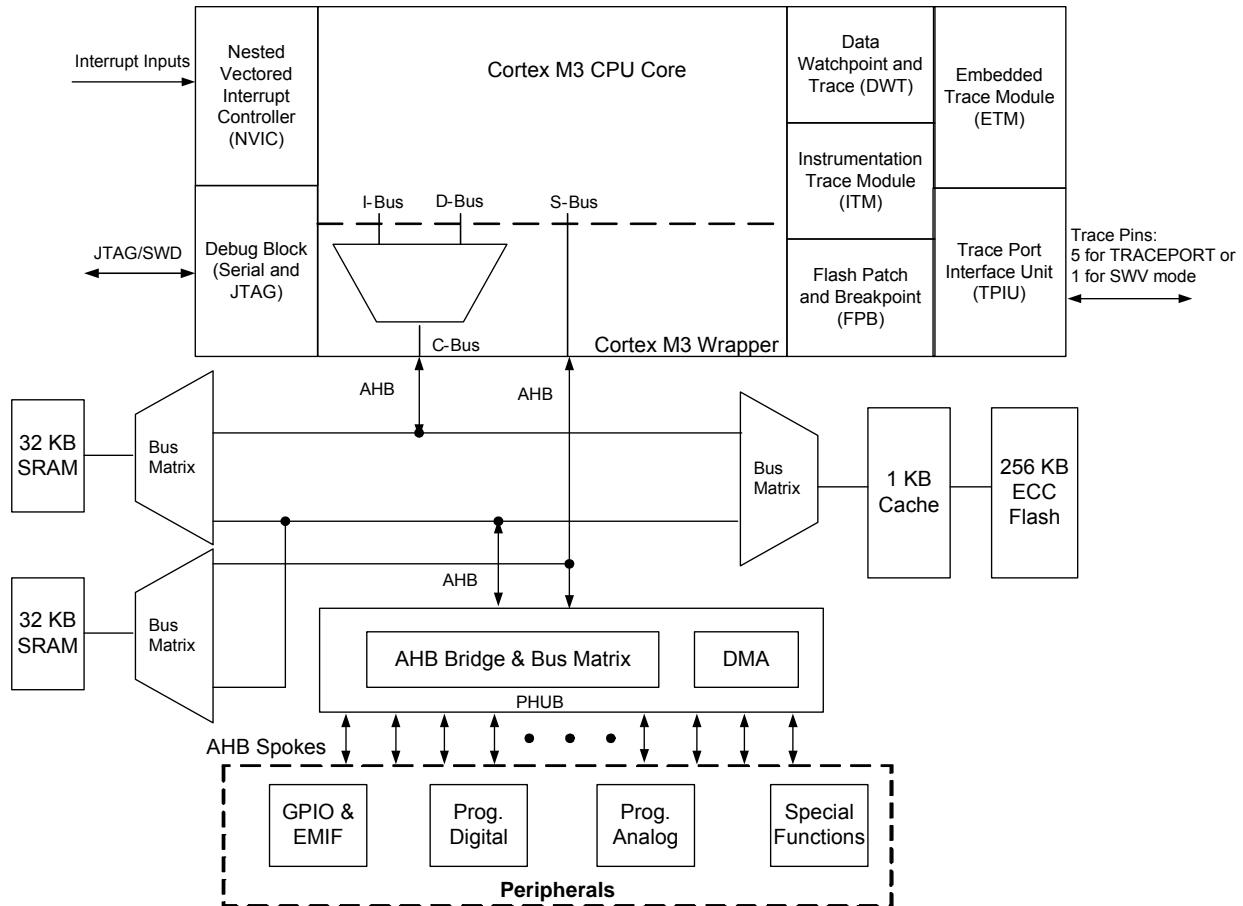 Interrupt Inputs
Nested
Vectored
Interrupt
Controller
(NVIC)
Cortex M3 CPU Core
Data
Watchpoint and
Trace (DWT)
Embedded
Trace Module
(ETM)
Instrumentation
Trace Module
(ITM)
I-Bus
D-Bus
S-Bus
JTAG/SWD
Debug Block
(Serial and
JTAG)
Flash Patch
and Breakpoint
(FPB)
Trace Port
Interface Unit
(TPIU)
Trace Pins:
5 for TRACEPORT or
1 for SWV mode
C-Bus
Cortex M3 Wrapper
AHB
AHB
32 KB
SRAM
Bus
Matrix
Bus
Matrix
1 KB
Cache
256 KB
ECC
Flash
AHB
32 KB
SRAM
Bus
Matrix
AHB Bridge & Bus Matrix
DMA
PHUB
AHB Spokes
GPIO &
EMIF
Prog.
Digital
Prog.
Analog
Special
Functions
Peripherals